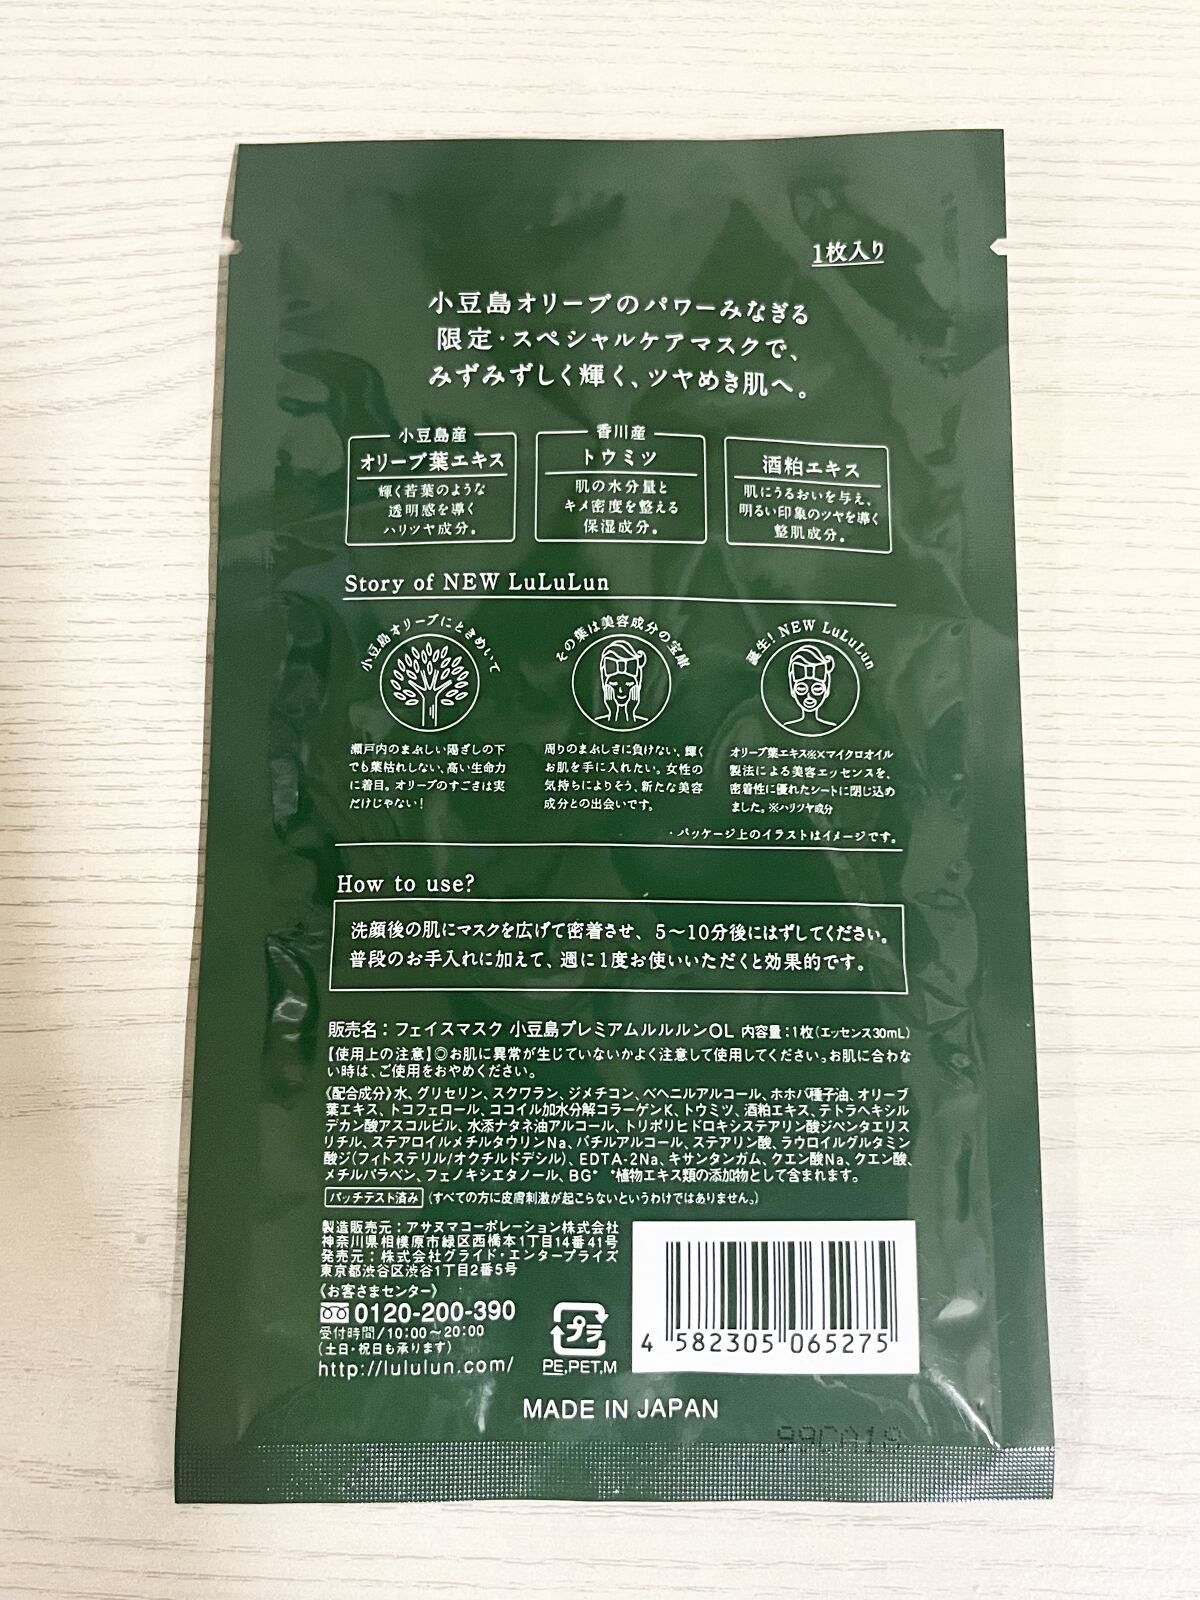 1枚入り
小豆島オリーブのパワーみなぎる
限定・スペシャルケアマスクで、
みずみずしく輝く、ツヤめき肌へ。
小豆島産
オリーブ葉エキス
輝く若葉のような
透明感を導く
ハリツヤ成分。
香川産
トウミツ
肌の水分量と
キメ密度を整える
保湿成分。
酒粕エキス
肌にうるおいを与え、
明るい印象のツヤを導く
整肌成分。
Story of NEW LuLuLun
小豆島オリーブにときめいて
瀬戸内のまぶしい陽ざしの下
でも葉枯れしない、高い生命力
に着目。オリーブのすごさは実
だけじゃない!
その葉は美容成分の宝庫
周りのまぶしさに負けない、輝く
お肌を手に入れたい。女性の
気持ちによりそう、新たな美容
成分との出会いです。
誕生! NEW LuLuLun
オリーブ葉エキス※×マイクロオイル
製法による美容エッセンスを、
密着性に優れたシートに閉じ込め
ました。※ハリツヤ成分
・パッケージ上のイラストはイメージです。
How to use?
洗顔後の肌にマスクを広げて密着させ、5〜10分後にはずしてください。
普段のお手入れに加えて、週に1度お使いいただくと効果的です。
販売名:フェイスマスク 小豆島プレミアムルルルンOL 内容量:1枚(エッセンス30mL)
【使用上の注意】◎お肌に異常が生じていないかよく注意して使用してください。お肌に合わな
い時は、ご使用をおやめください。
《配合成分》水、グリセリン、スクワラン、ジメチコン、ベヘニルアルコール、ホホバ種子油、オリーブ
葉エキス、トコフェロール、ココイル加水分解コラーゲンK、トウミツ、酒粕エキス、テトラヘキシル
デカン酸アスコルビル、水添ナタネ油アルコール、トリポリヒドロキシステアリン酸ジペンタエリス
リチル、ステアロイルメチルタウリンNa、バチルアルコール、ステアリン酸、ラウロイルグルタミン
酸ジ(フィトステリル/オクチルドデシル)、EDTA-2Na、キサンタンガム、クエン酸Na、クエン酸、
メチルパラベン、フェノキシエタノール、BG* *植物エキス類の添加物として含まれます。
パッチテスト済み (すべての方に皮膚刺激が起こらないというわけではありません。)
製造販売元:アサヌマコーポレーション株式会社
神奈川県相模原市緑区西橋本1丁目14番41号
発売元:株式会社グライド・エンタープライズ
東京都渋谷区渋谷1丁目2番5号
《お客さまセンター》
0120-200-390
受付時間/10:00〜20:00
(土日・祝日も承ります)
http://lululun.com/
プラ
PE,PET,M
4 582305 065275
MADE IN JAPAN